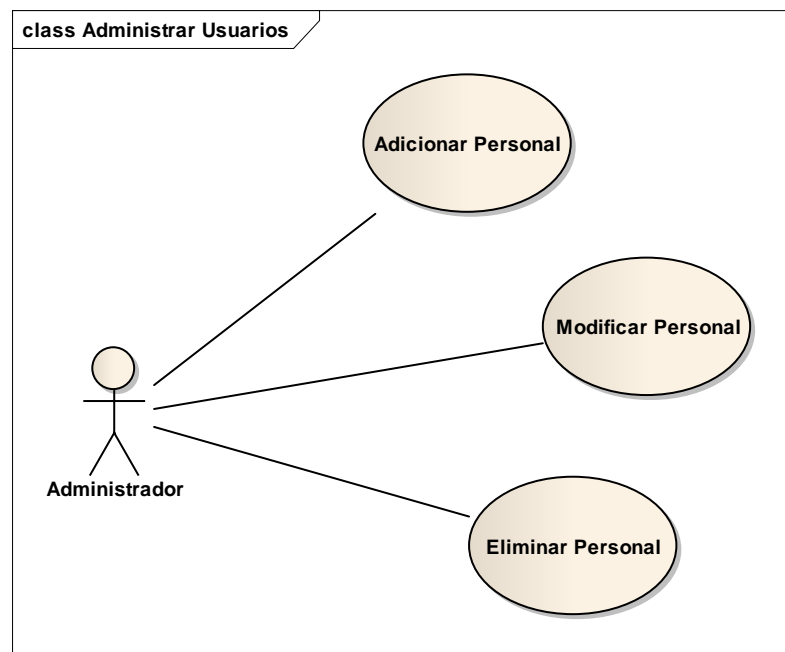 class Administrar Usuarios
Adicionar Personal
Modificar Personal
Administrador
Eliminar Personal